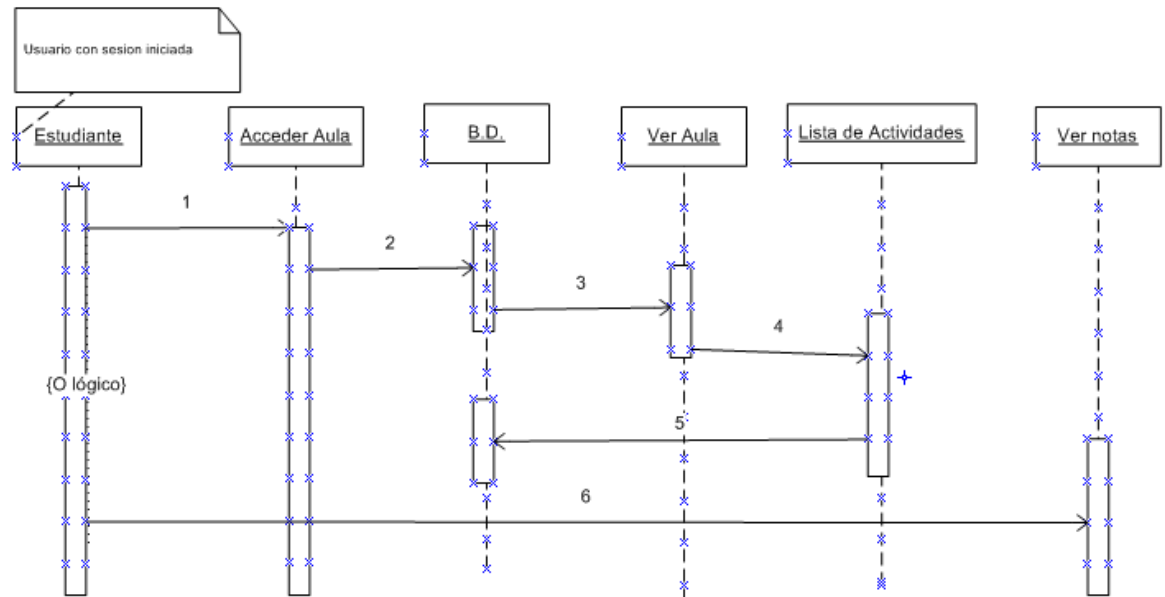 Usuario con sesion iniciada
Estudiante
Acceder Aula
B.D.
Ver Aula
Lista de Actividades
Ver notas
1
2
3
4
{O lógico}
5
6